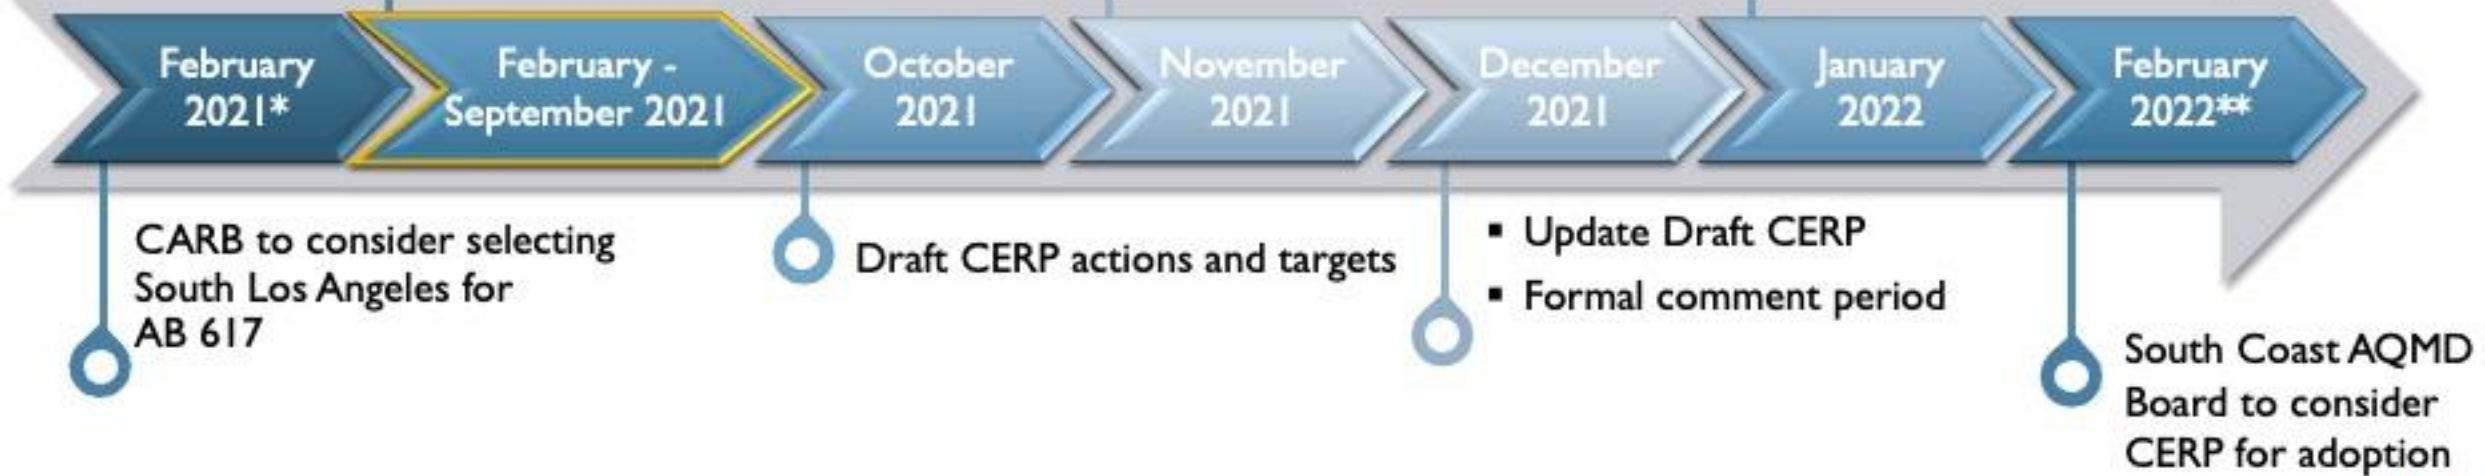 February
2021*
February -
September 2021
October
2021
November
2021
December
2021
January
2022
February
2022**
CARB to consider selecting
South Los Angeles for
AB 617
Draft CERP actions and targets
▪ Update Draft CERP
▪ Formal comment period
South Coast AQMD
Board to consider
CERP for adoption